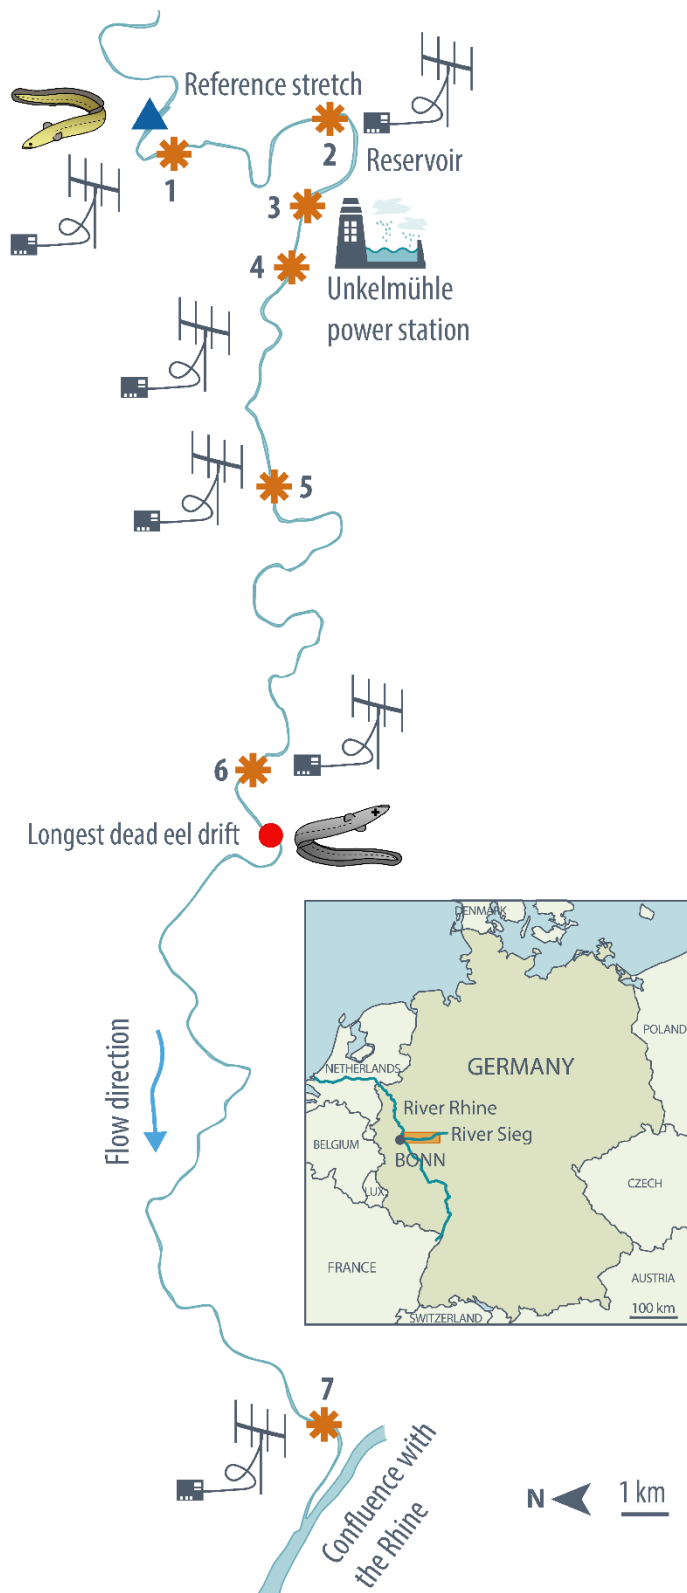 Reference stretch
1
2
Reservoir
3
4
Unkelmühle
power station
5
6
Longest dead eel drift
Flow direction
DENMARK
POLAND
NETHERLANDS
GERMANY
River Rhine
River Sieg
BELGIUM
BONN
LUX.
CZECH
FRANCE
AUSTRIA
SWITZERLAND
100 km
7
Confluence with
the Rhine
N
1 km